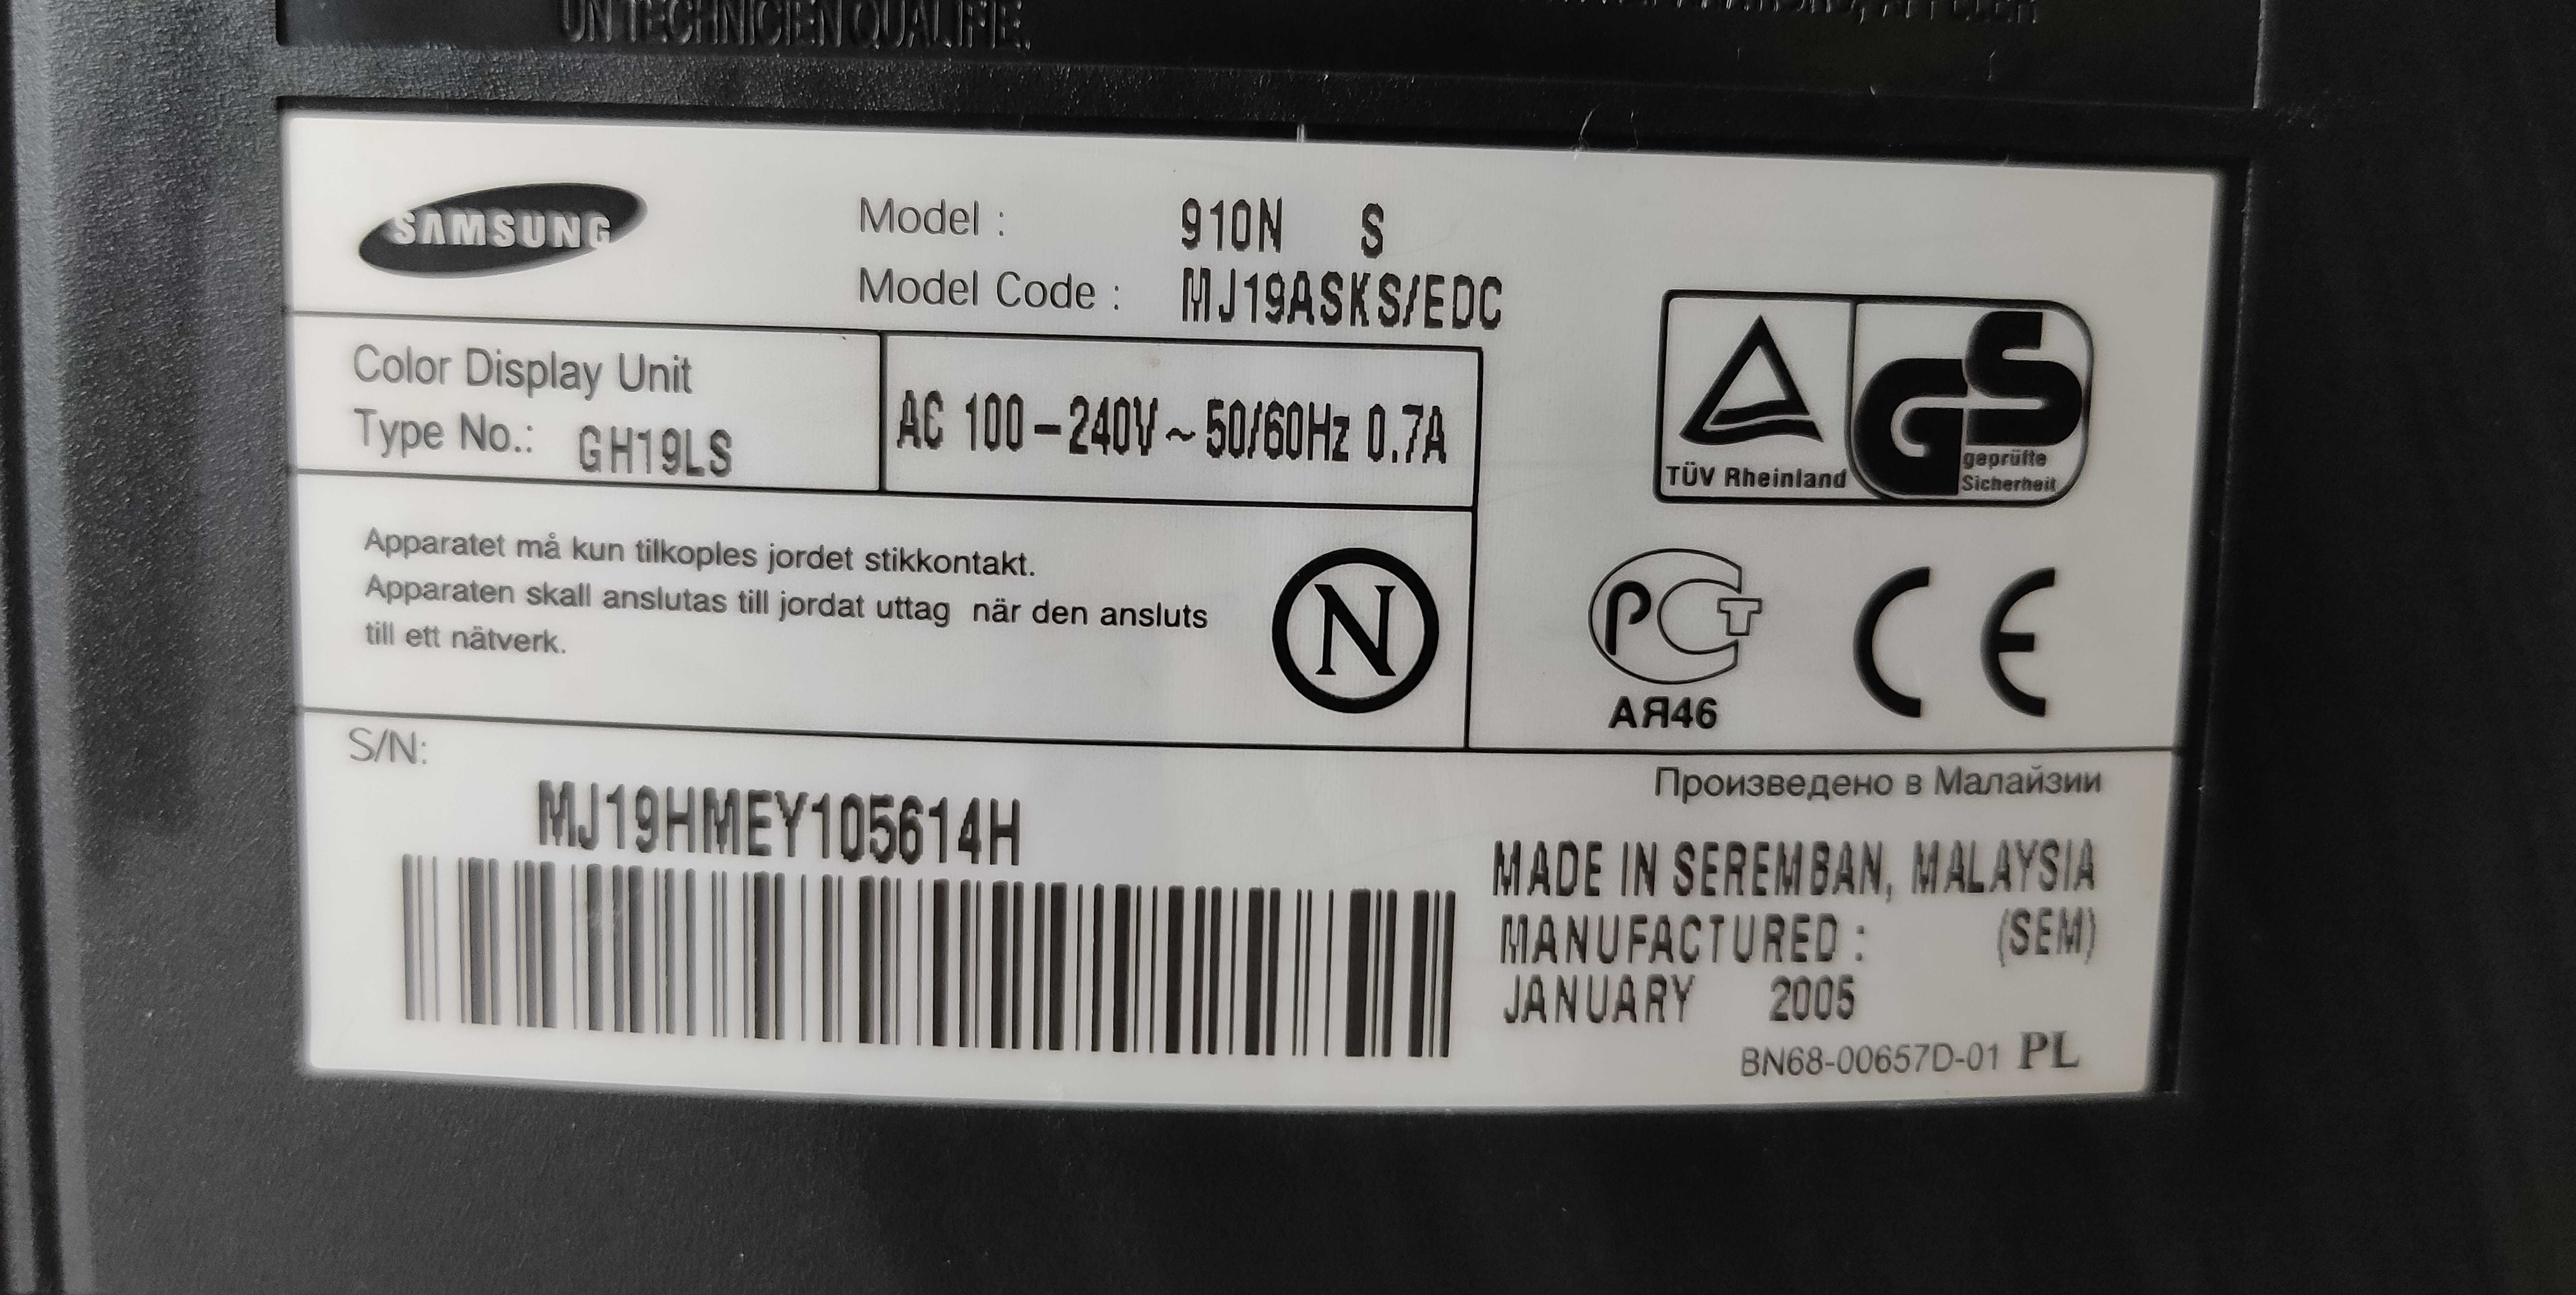 UN TECHNICIEN QUALIFIE.
APPELER
SAMSUNG
Model : 910N S
Model Code : MJ19ASKS/EDC
Color Display Unit
Type No.: GH19LS
AC 100-240V~50/60Hz 0.7A
TÜV Rheinland
GS
geprüfte
Sicherheit
Apparatet må kun tilkoples jordet stikkontakt.
Apparaten skall anslutas till jordat uttag när den ansluts
till ett nätverk.
N
РСТ
АЯ46
CE
S/N:
MJ19HMEY105614H
Произведено в Малайзии
MADE IN SEREMBAN, MALAYSIA
MANUFACTURED : (SEM)
JANUARY 2005
BN68-00657D-01 PL